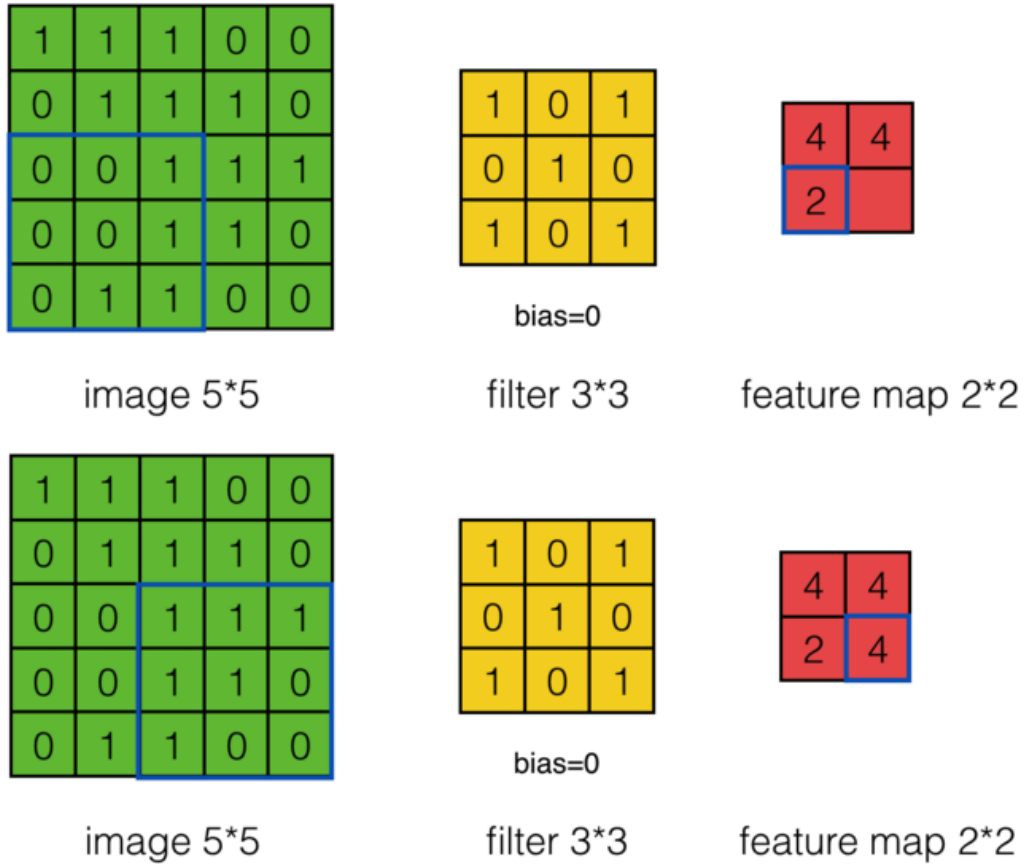 1 1 1 0 0
0 1 1 1 0
0 0 1 1 1
0 0 1 1 0
0 1 1 0 0
1 0 1
0 1 0
1 0 1
bias=0
4 4
2
image 5*5
filter 3*3
feature map 2*2
1 1 1 0 0
0 1 1 1 0
0 0 1 1 1
0 0 1 1 0
0 1 1 0 0
1 0 1
0 1 0
1 0 1
bias=0
4 4
2 4
image 5*5
filter 3*3
feature map 2*2